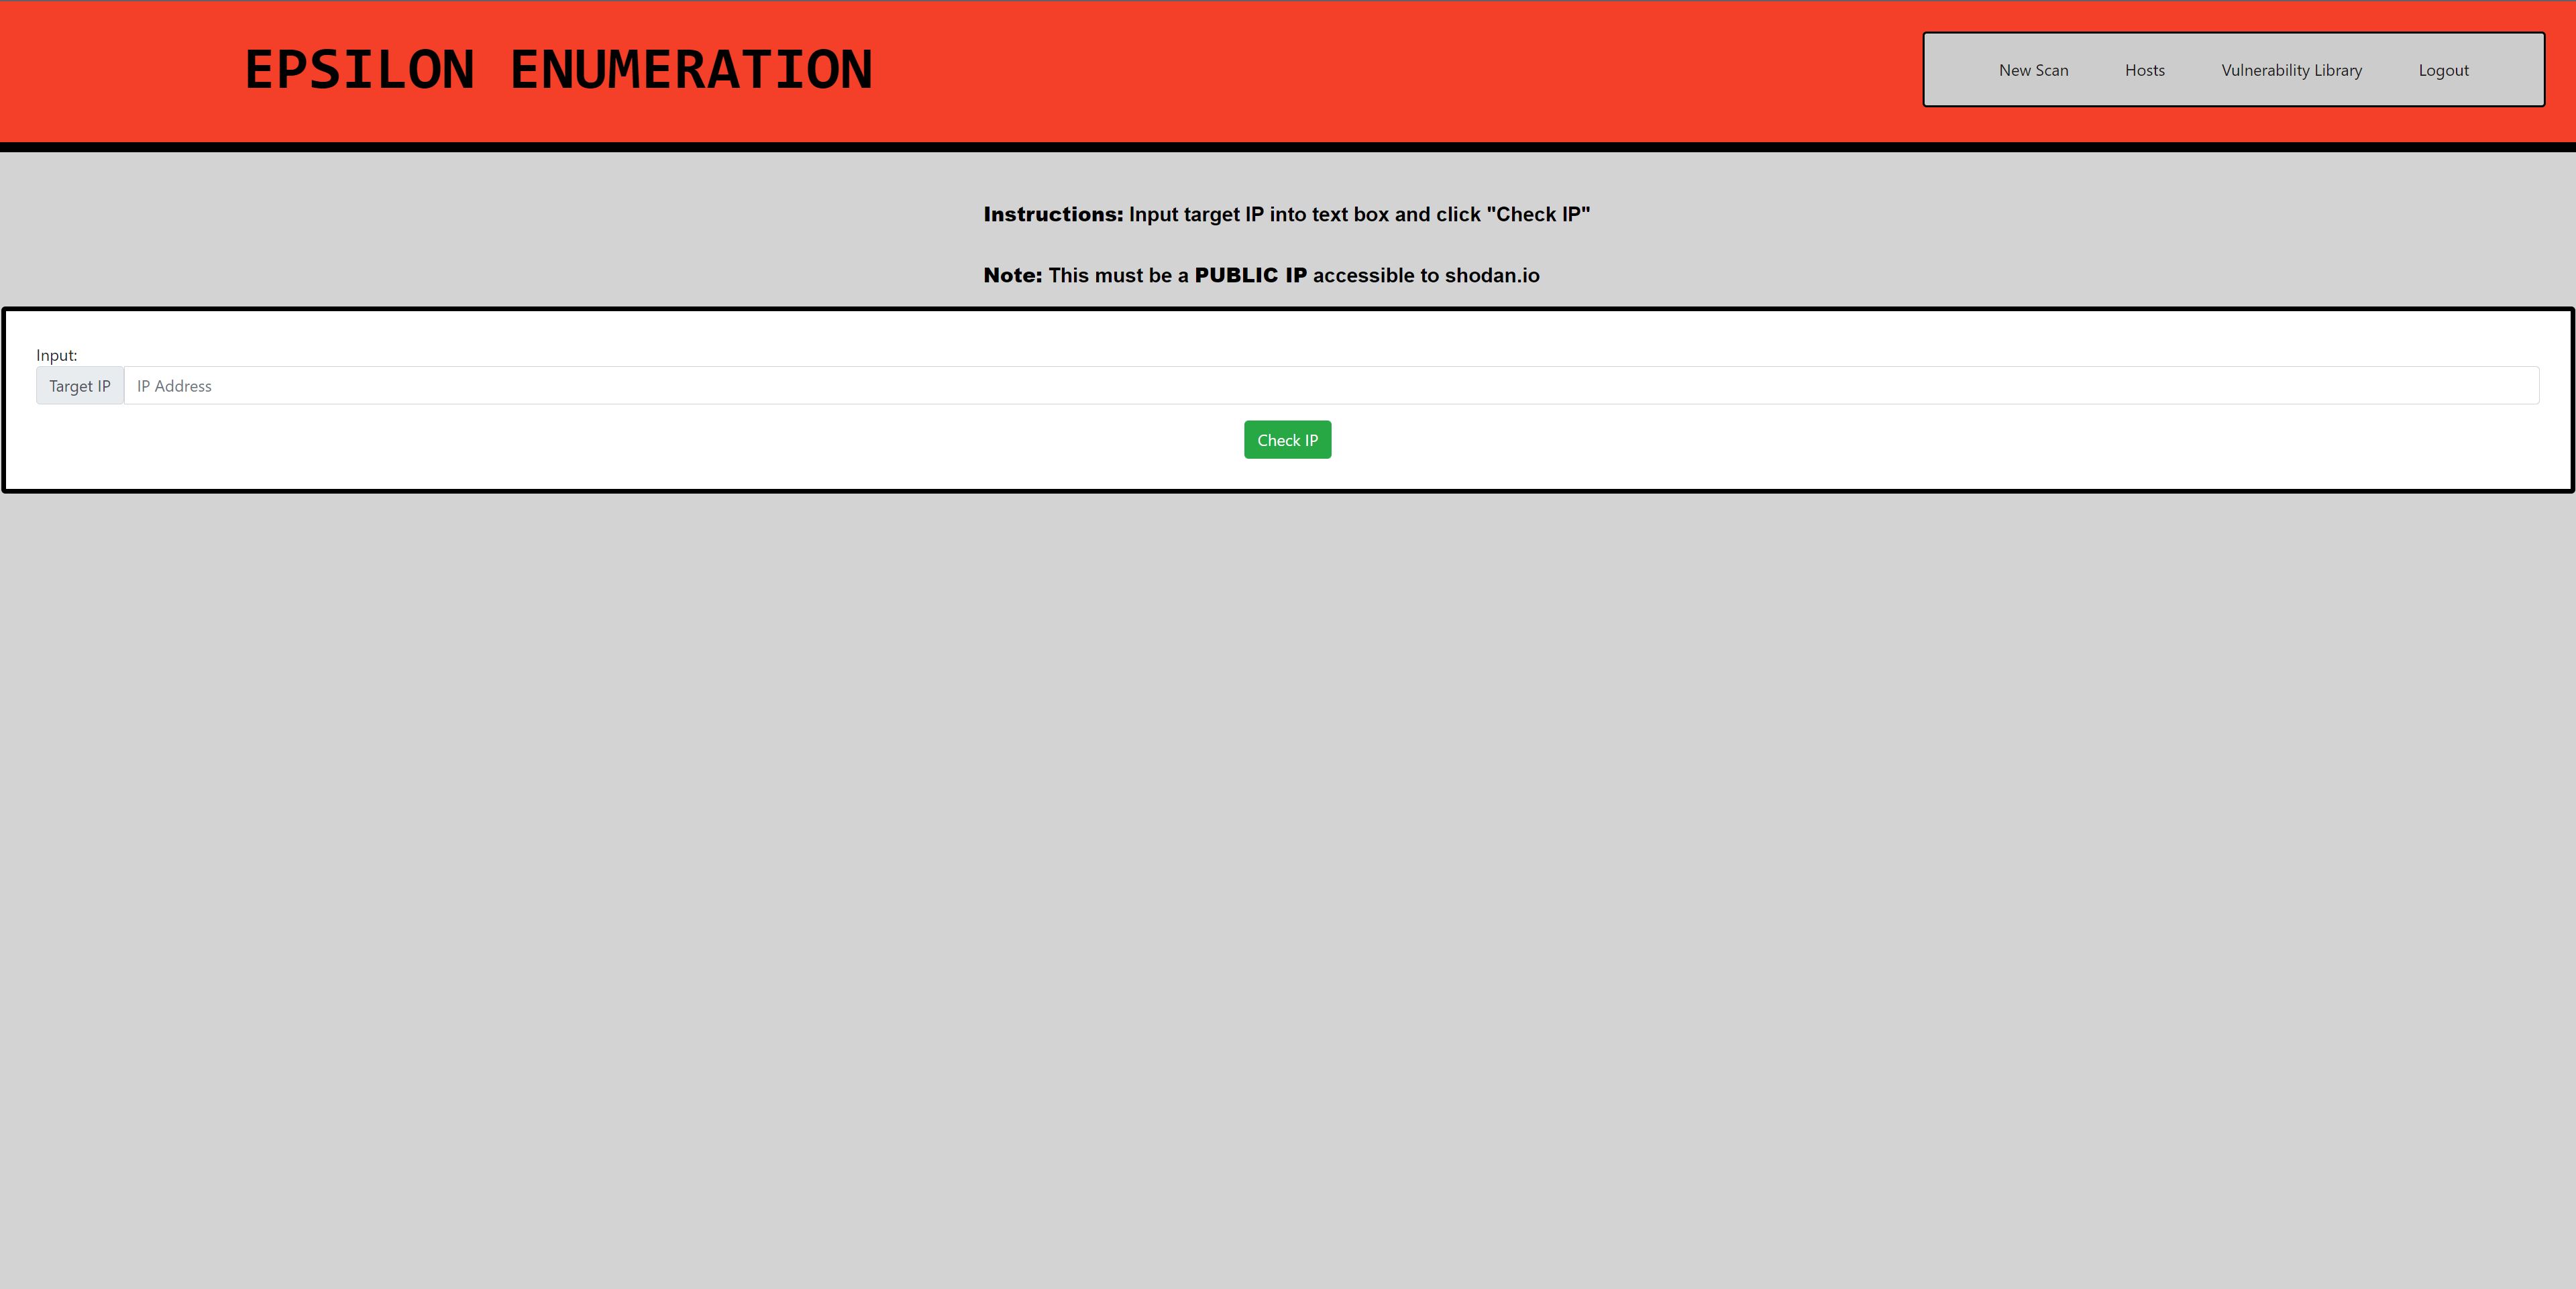 EPSILON ENUMERATION
New Scan Hosts Vulnerability Library Logout
Instructions: Input target IP into text box and click "Check IP"
Note: This must be a PUBLIC IP accessible to shodan.io
Input:
Target IP IP Address
Check IP